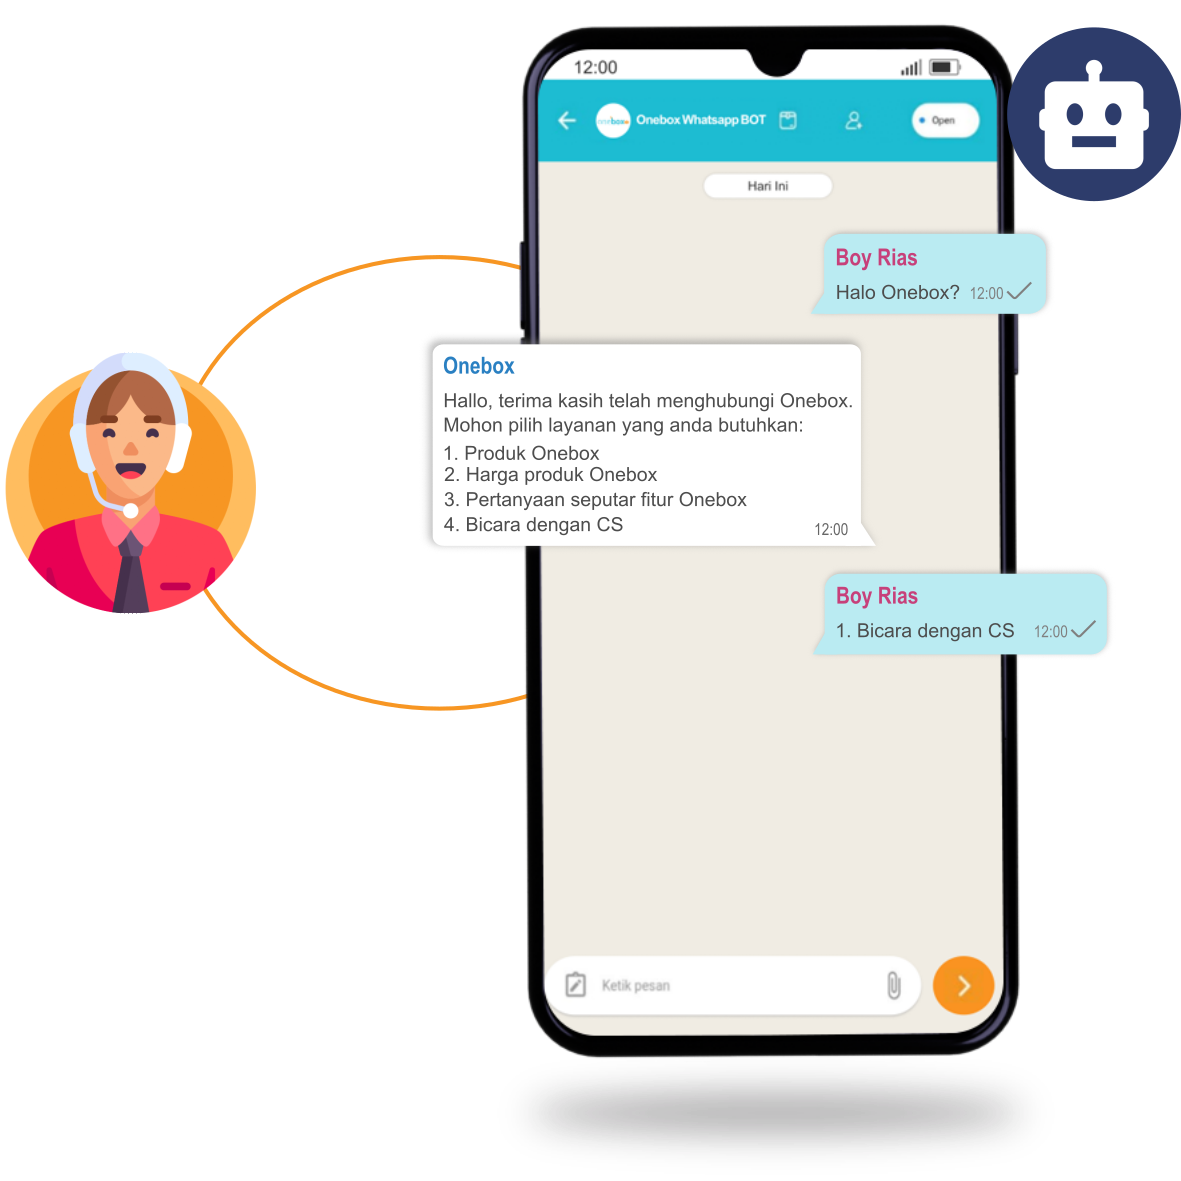 12:00
onebox
Onebox Whatsapp BOT
Open
Hari Ini
Boy Rias
Halo Onebox? 12:00
Onebox
Hallo, terima kasih telah menghubungi Onebox.
Mohon pilih layanan yang anda butuhkan:
1. Produk Onebox
2. Harga produk Onebox
3. Pertanyaan seputar fitur Onebox
4. Bicara dengan CS
12:00
Boy Rias
1. Bicara dengan CS 12:00
Ketik pesan